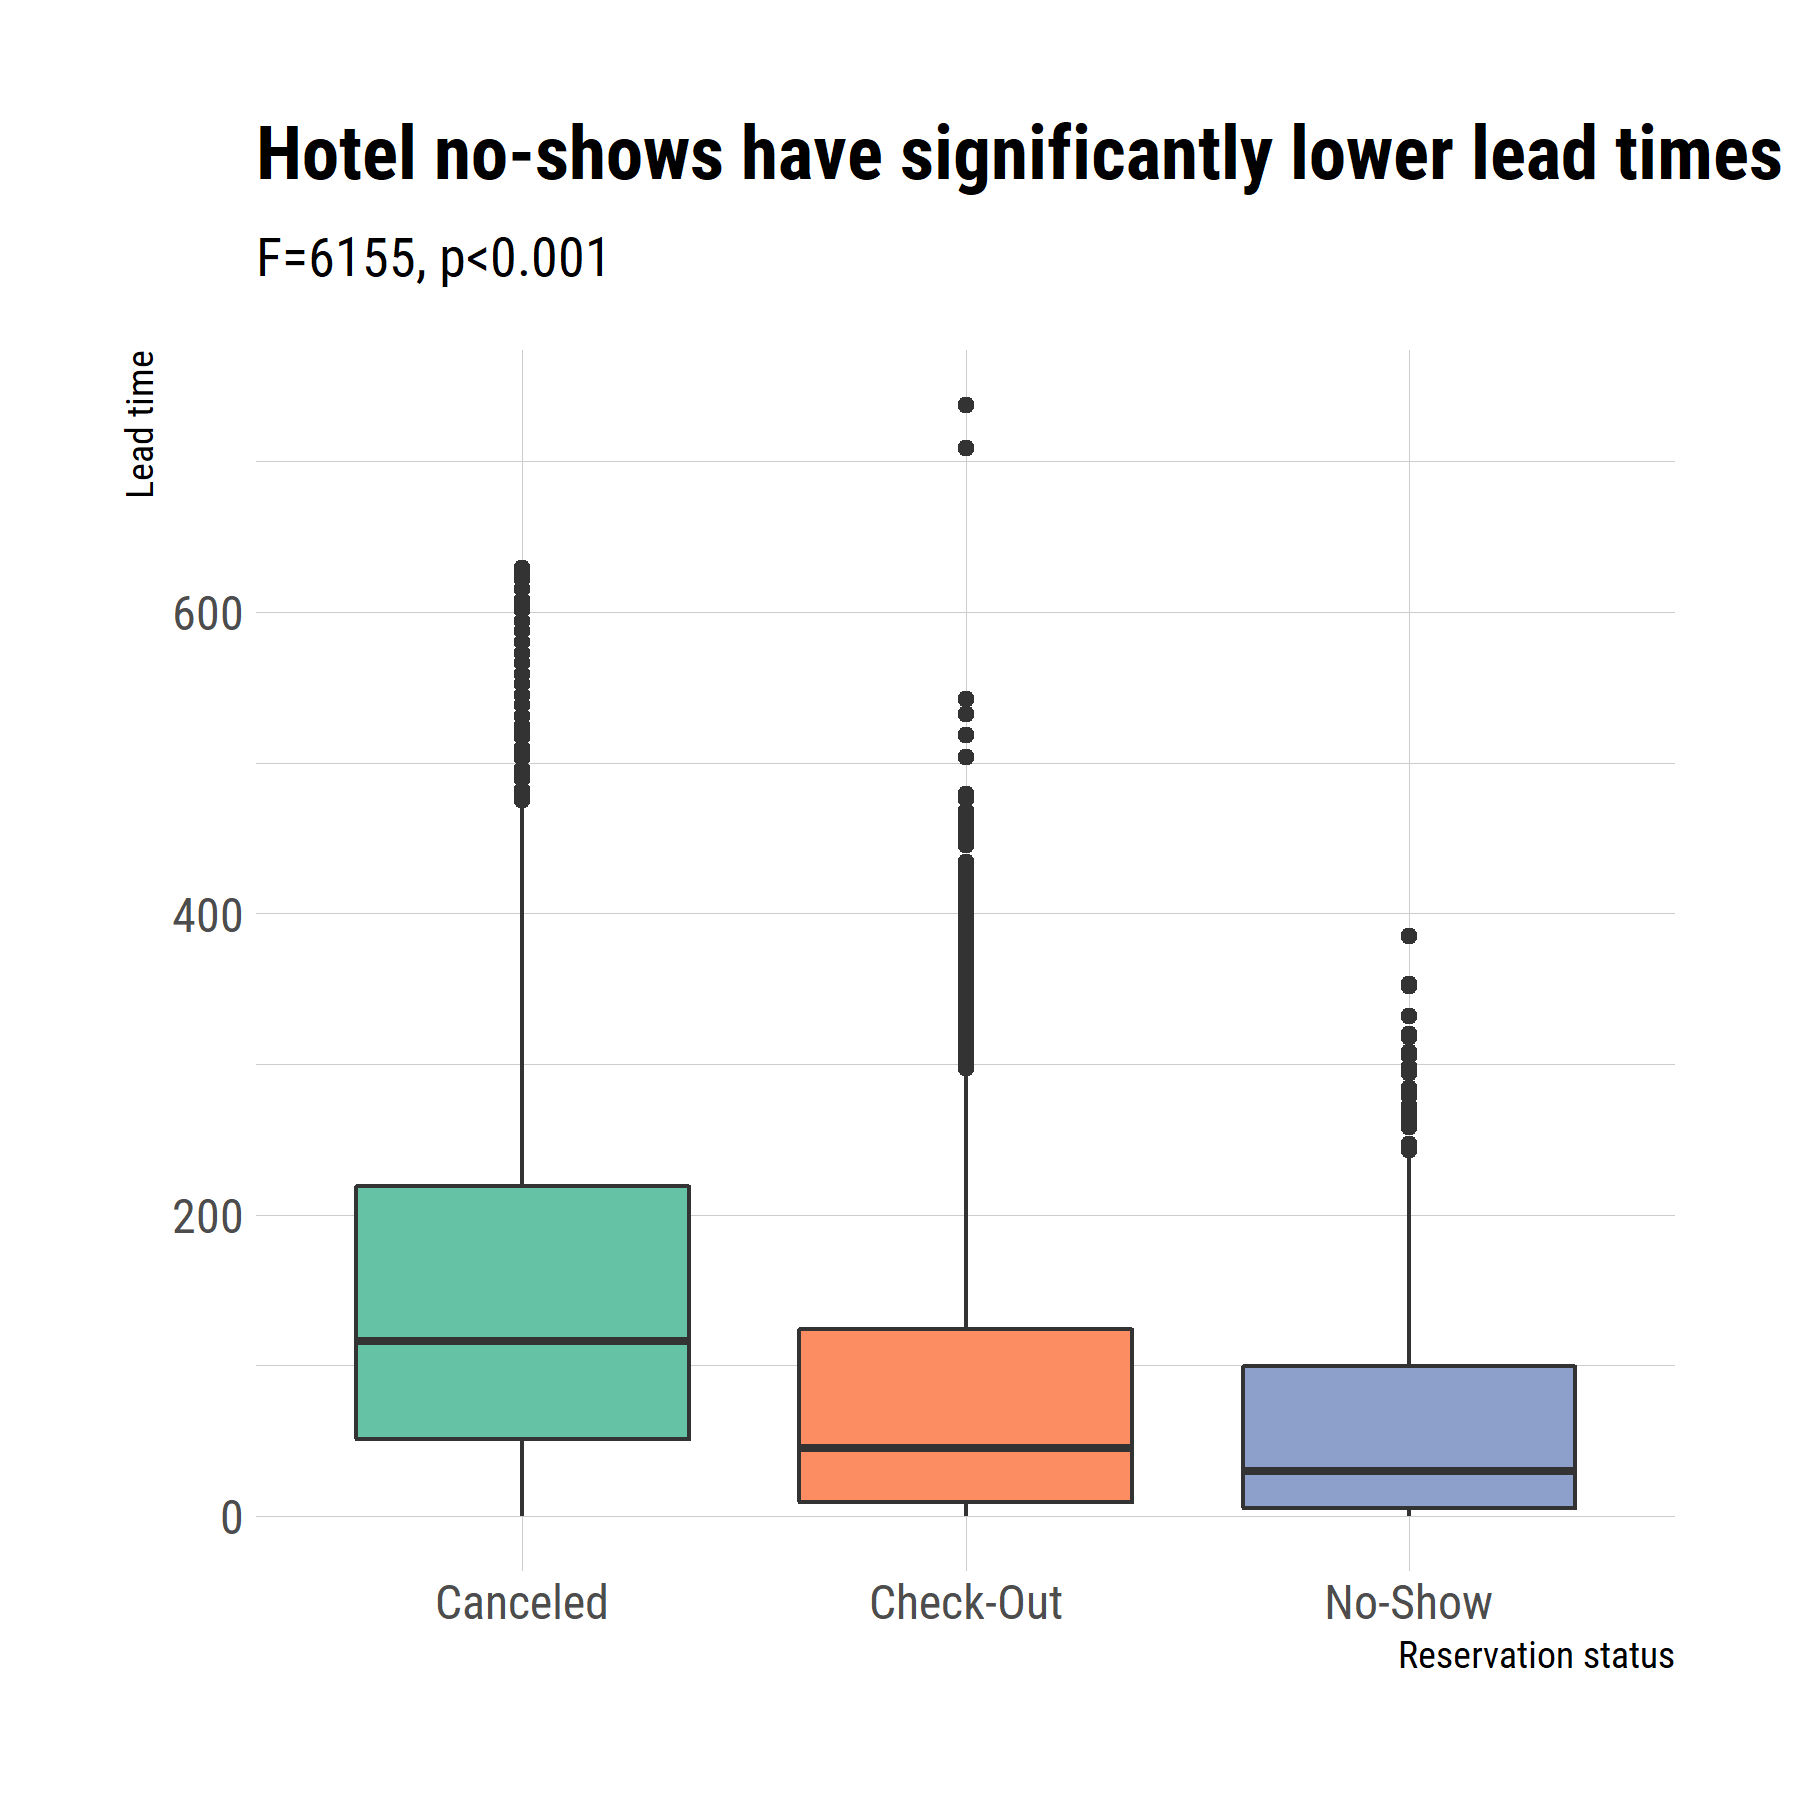 Hotel no-shows have significantly lower lead times
F=6155, p<0.001
Lead time
600
400
200
0
Canceled
Check-Out
No-Show
Reservation status